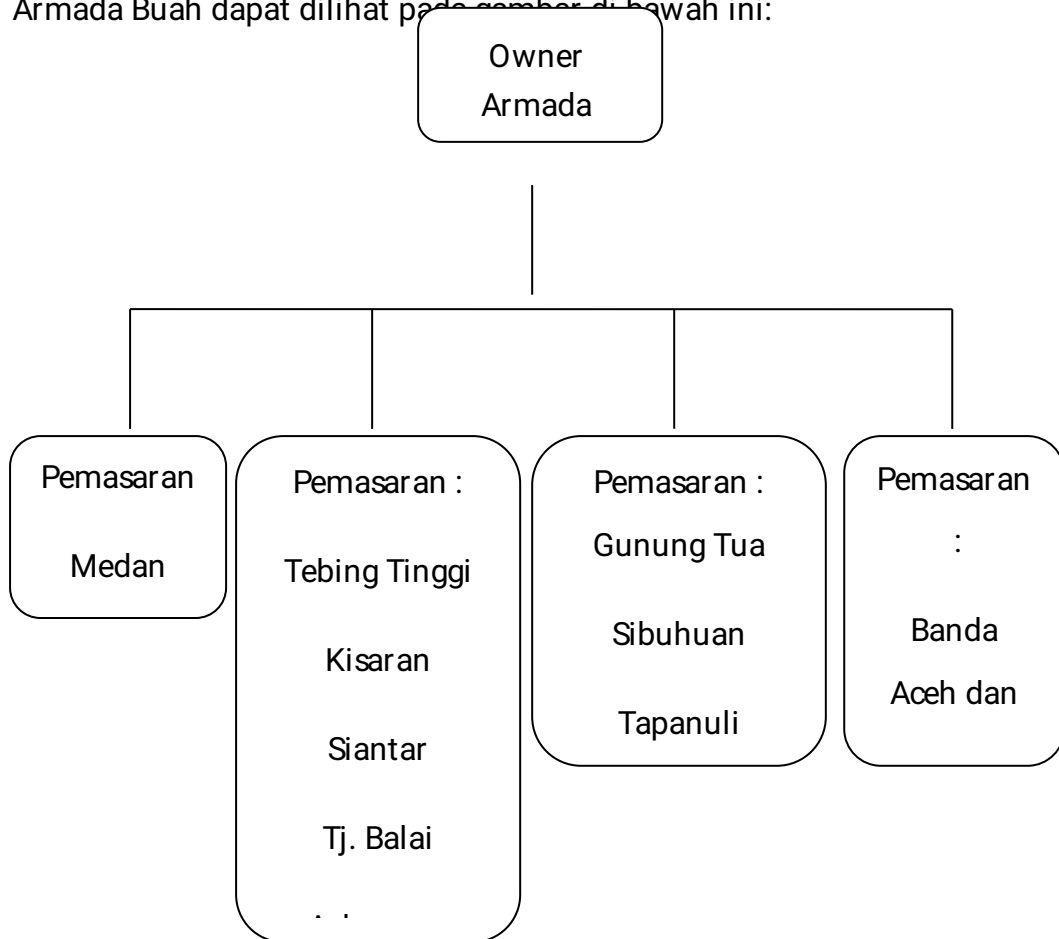 Armada Buah dapat dilihat pada gambar di bawah ini:
Owner
Armada
Pemasaran
Medan
Pemasaran :
Tebing Tinggi
Kisaran
Siantar
Tj. Balai
Pemasaran :
Gunung Tua
Sibuhuan
Tapanuli
Pemasaran
:
Banda
Aceh dan